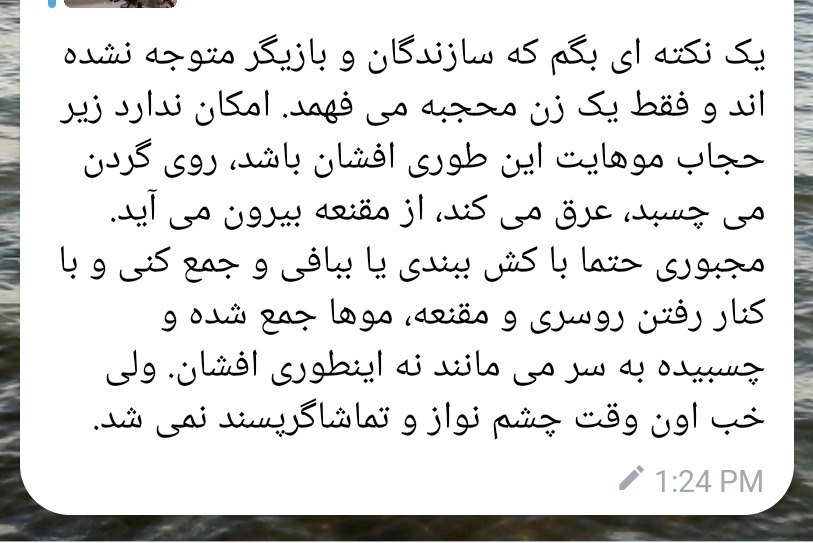 یک نکته ای بگم که سازندگان و بازیگر متوجه نشده
اند و فقط یک زن محجبه می فهمد. امکان ندارد زیر
حجاب موهایت این طوری افشان باشد، روی گردن
می چسبد، عرق می کند، از مقنعه بیرون می آید.
مجبوری حتما با کش ببندی یا ببافی و جمع کنی و با
کنار رفتن روسری و مقنعه، موها جمع شده و
چسبیده به سر می مانند نه اینطوری افشان. ولی
خب اون وقت چشم نواز و تماشاگرپسند نمی شد.
1:24 PM